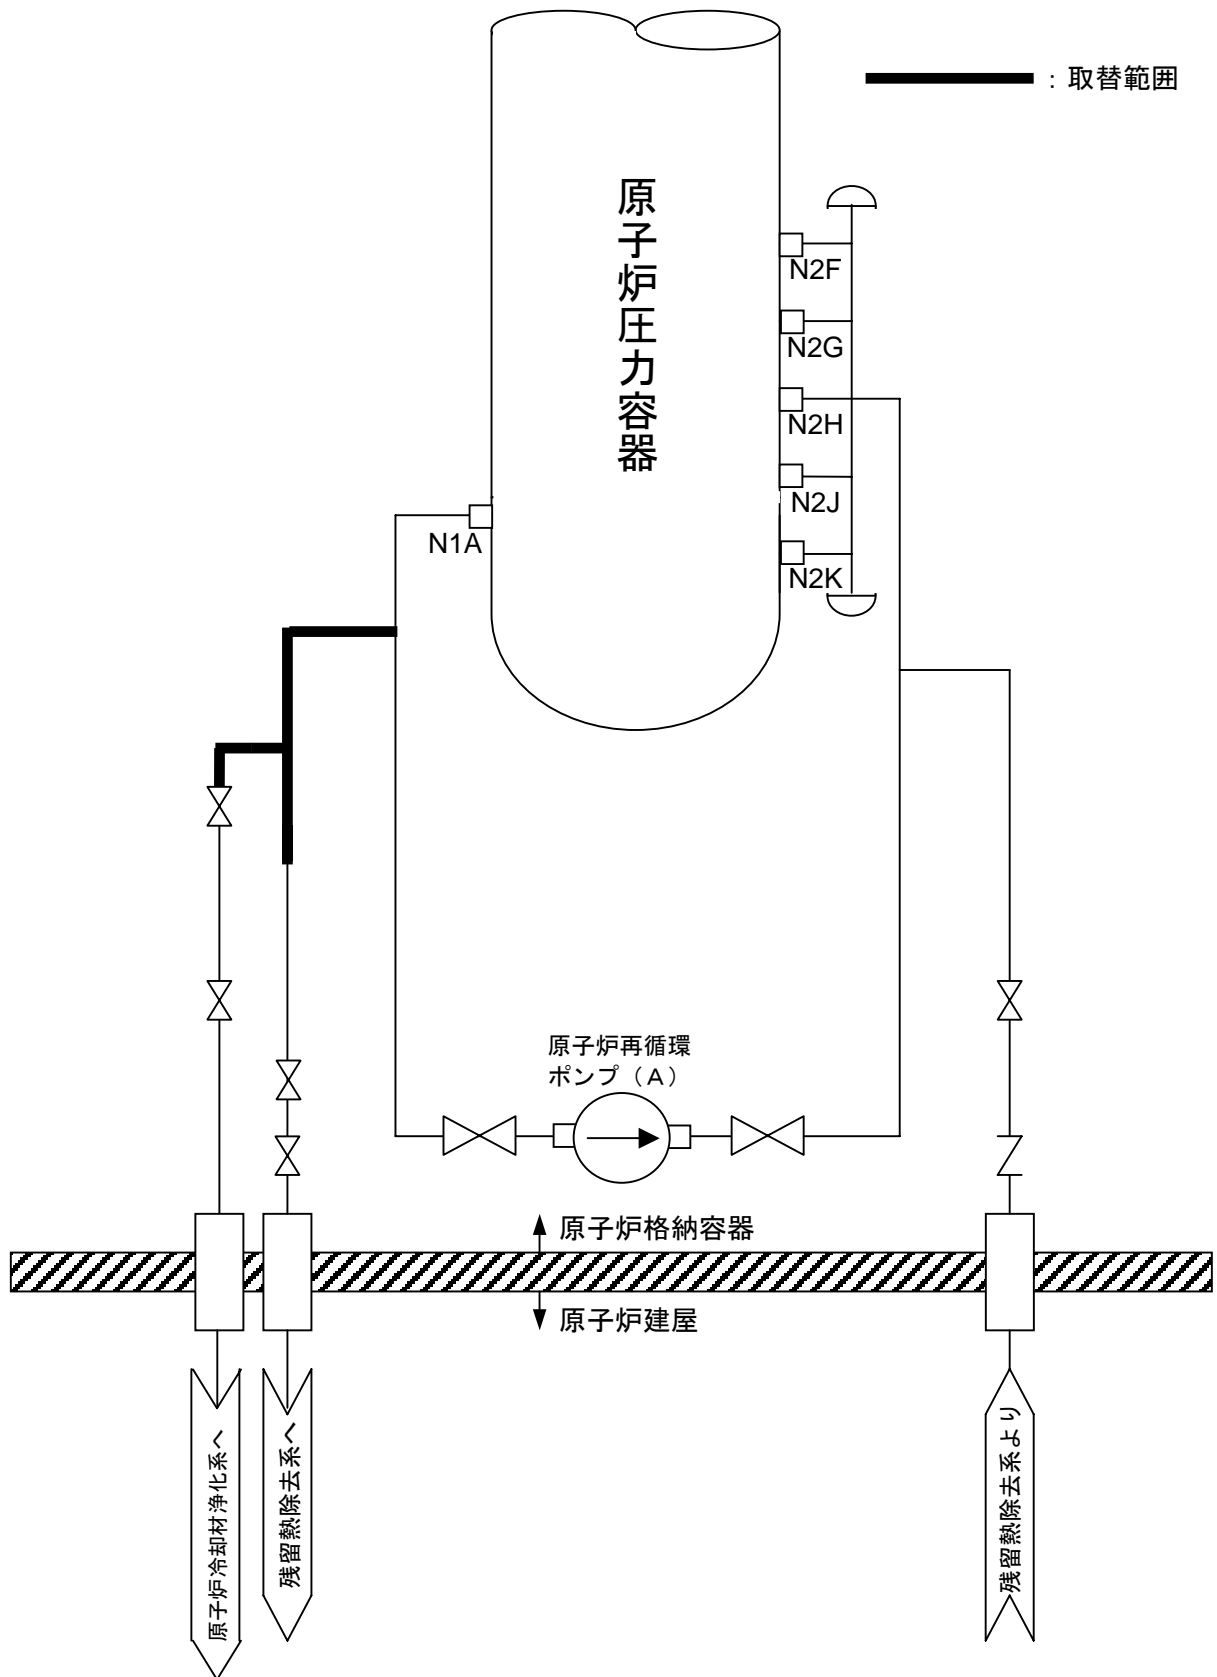 ：取替範囲
原子炉圧力容器
N2F
N2G
N2H
N2J
N2K
N1A
原子炉再循環
ポンプ（A）
原子炉格納容器
原子炉建屋
原子炉冷却材浄化系へ
残留熱除去系へ
残留熱除去系より